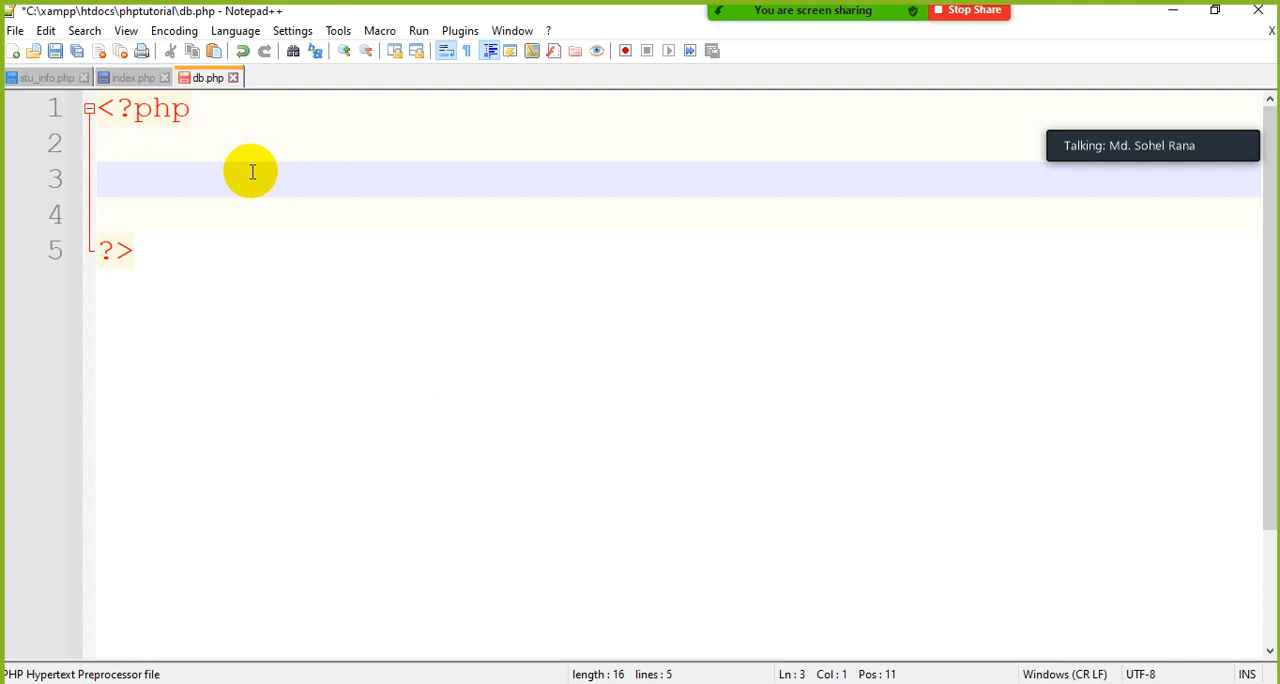 *C:\xampp\htdocs\phptutorial\db.php - Notepad++
You are screen sharing
Stop Share
File Edit Search View Encoding Language Settings Tools Macro Run Plugins Window ?
X
stu_info.php index.php db.php
1 <?php
2
Talking: Md. Sohel Rana
3
4
5 ?>
PHP Hypertext Preprocessor file length : 16 lines : 5 Ln : 3 Col : 1 Pos : 11 Windows (CR LF) UTF-8 INS